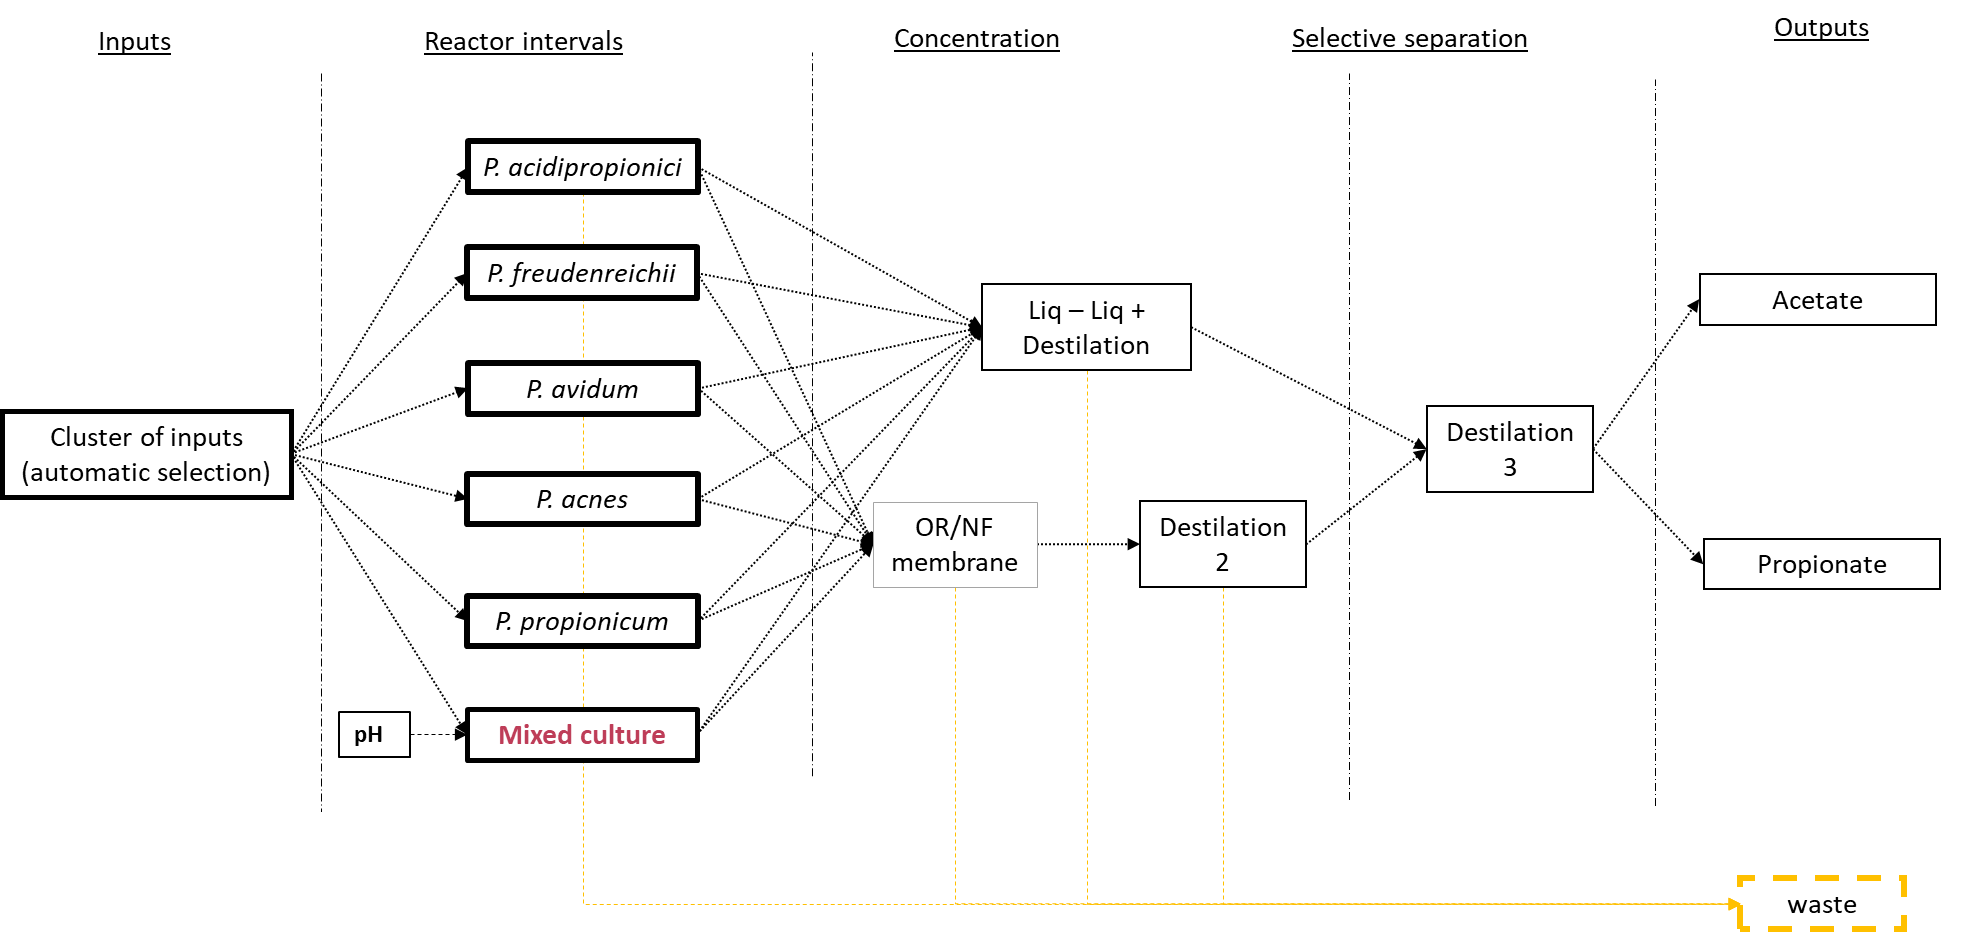 Inputs
Reactor intervals
Concentration
Selective separation
Outputs
P. acidipropionici
P. freudenreichii
P. avidum
P. acnes
P. propionicum
Mixed culture
pH
Cluster of inputs
(automatic selection)
Liq – Liq +
Destilation
OR/NF
membrane
Destilation
2
Destilation
3
Acetate
Propionate
waste